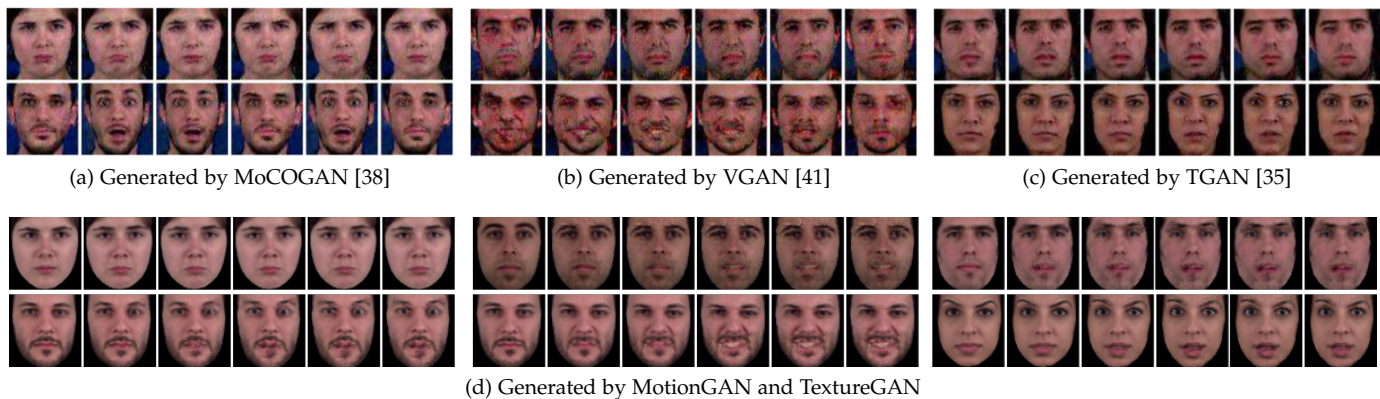 (a) Generated by MoCOGAN [38]
(b) Generated by VGAN [41]
(c) Generated by TGAN [35]
(d) Generated by MotionGAN and TextureGAN